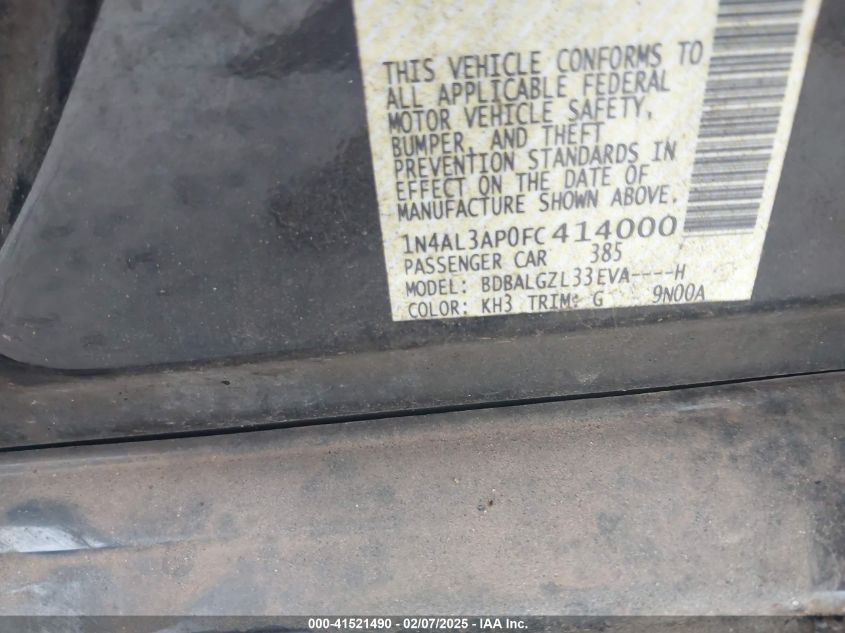 THIS VEHICLE CONFORMS TO
ALL APPLICABLE FEDERAL
MOTOR VEHICLE SAFETY,
BUMPER, AND THEFT
PREVENTION STANDARDS IN
EFFECT ON THE DATE OF
MANUFACTURE SHOWN ABOVE.
1N4AL3AP0FC414000
PASSENGER CAR 385
MODEL: BDBALGZL33EVA----H
COLOR: KH3 TRIM: G 9N00A
000-41521490 - 02/07/2025 - IAA Inc.